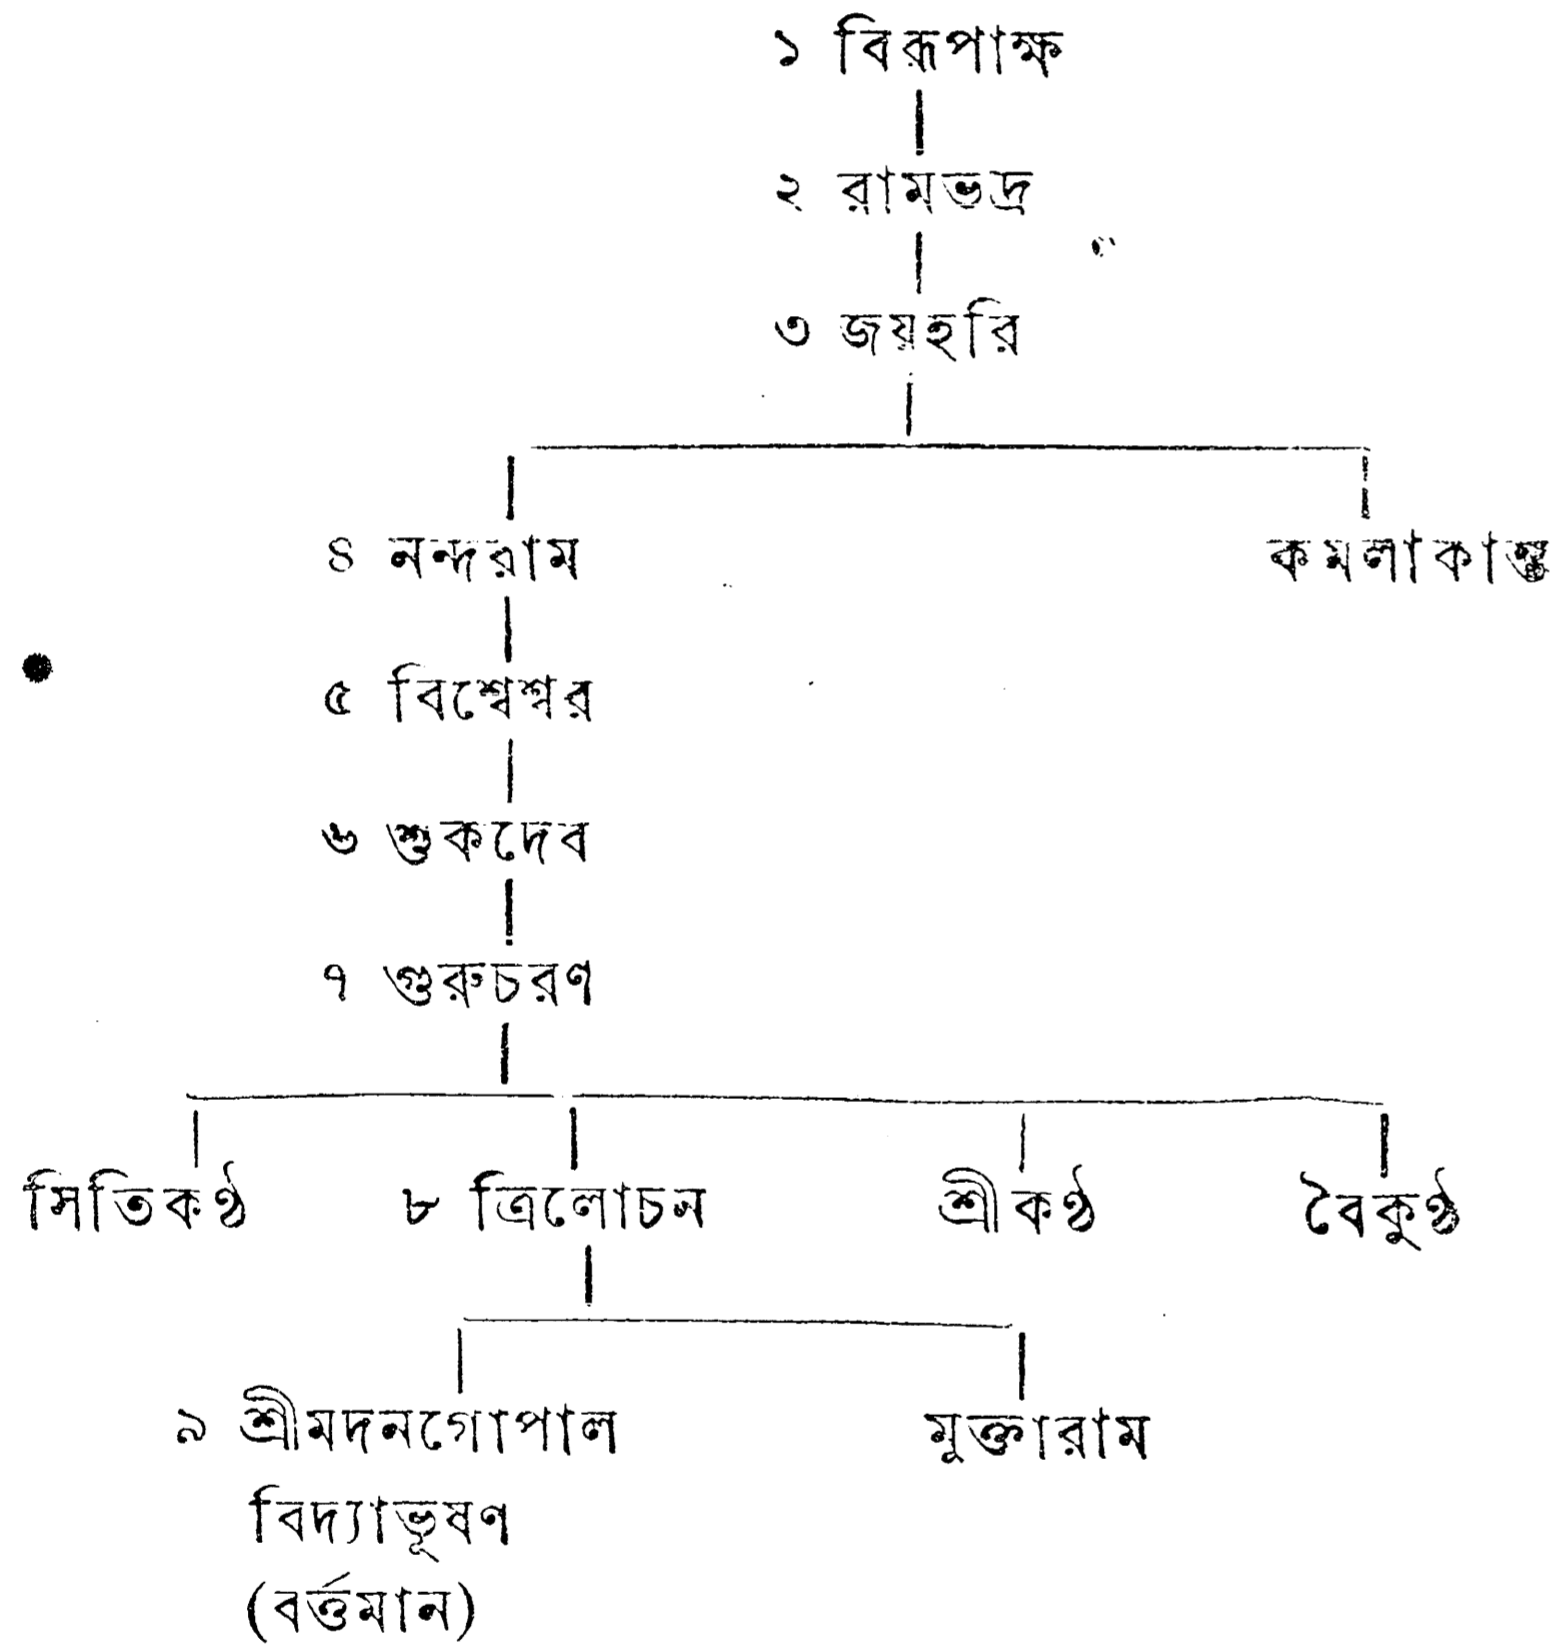 ১ বিরূপাক্ষ
২ রামভদ্র
৩ জয়হরি
৪ নন্দরাম কমলাকান্ত
৫ বিশ্বেশ্বর
৬ শুকদেব
৭ গুরুচরণ
সিতিকণ্ঠ ৮ ত্রিলোচন শ্রীকণ্ঠ বৈকুণ্ঠ
৯ শ্রীমদনগোপাল মুক্তারাম
বিদ্যাভূষণ
(বর্ত্তমান)